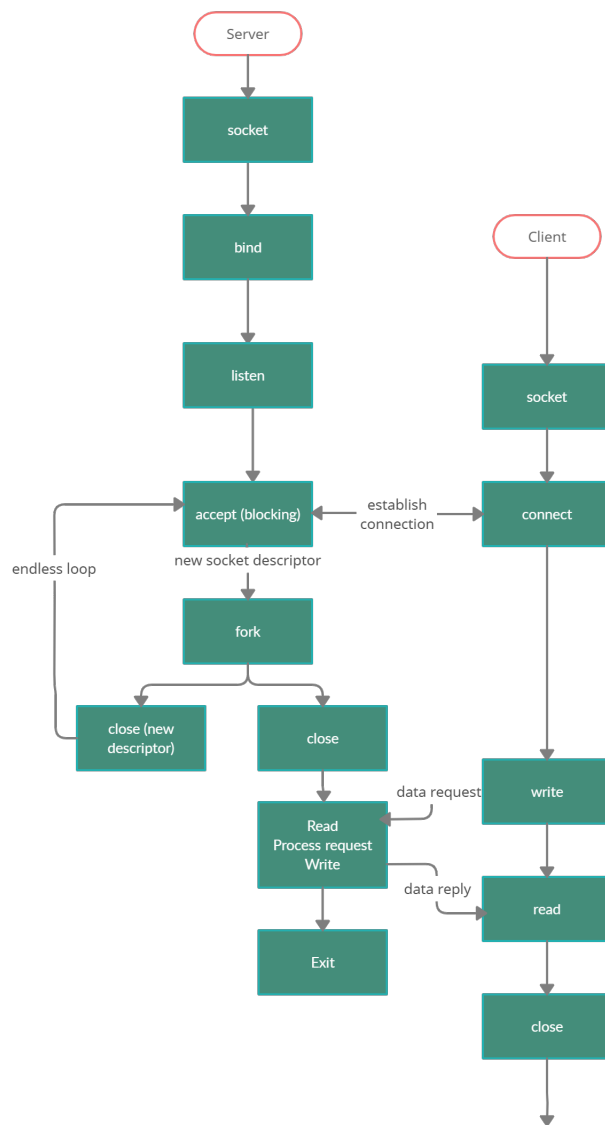 Server
socket
bind
Client
listen
socket
accept (blocking)
establish
connection
connect
new socket descriptor
endless loop
fork
close (new
descriptor)
close
data request
write
Read
Process request
Write
data reply
read
Exit
close